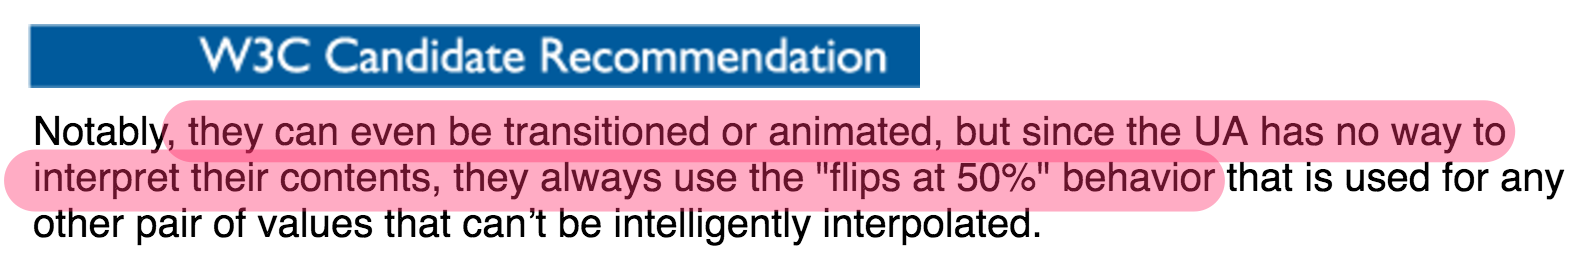 W3C Candidate Recommendation
Notably, they can even be transitioned or animated, but since the UA has no way to
interpret their contents, they always use the "flips at 50%" behavior that is used for any
other pair of values that can’t be intelligently interpolated.